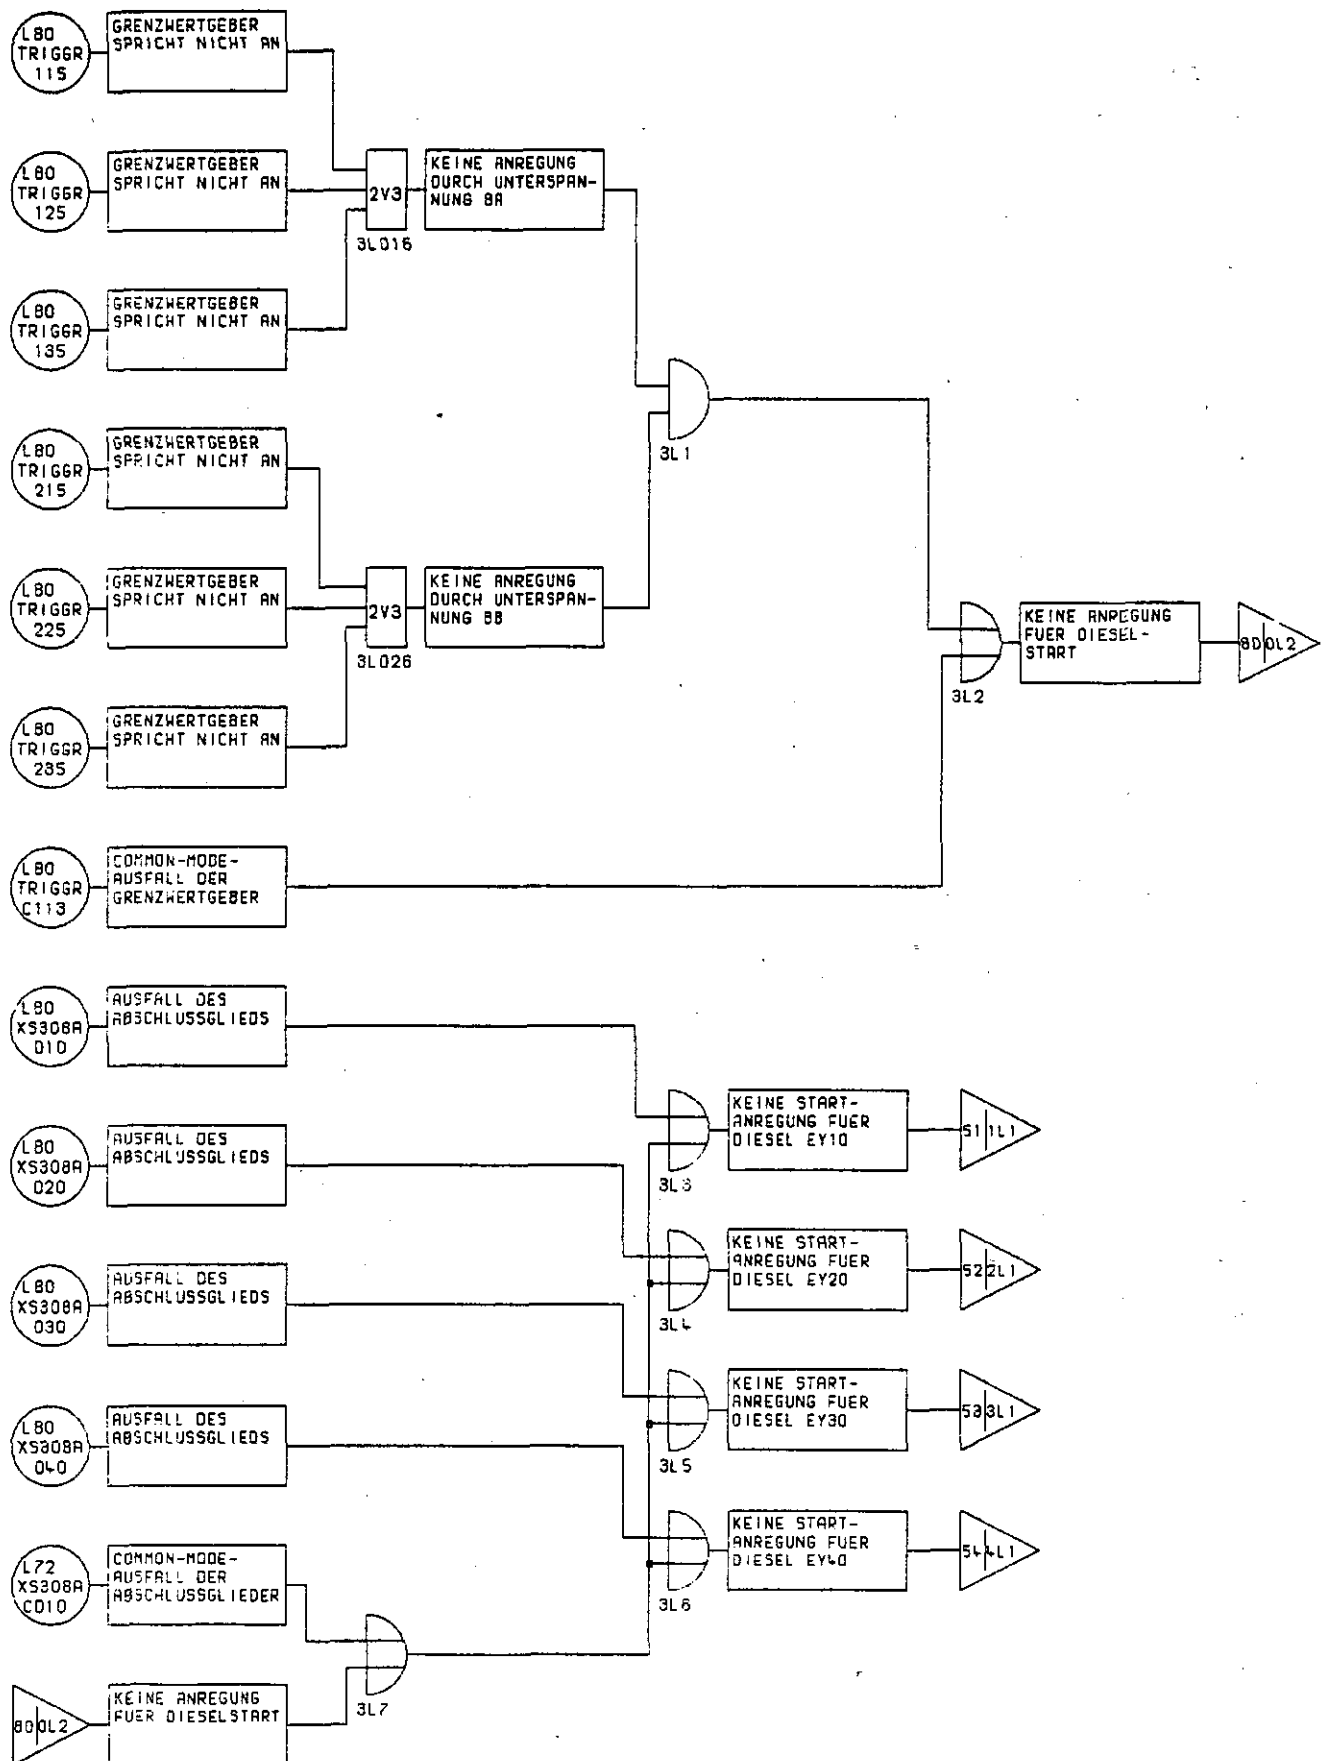 L80
TRIGGR
115
GRENZWERTGEBER
SPRICHT NICHT AN
L80
TRIGGR
125
GRENZWERTGEBER
SPRICHT NICHT AN
2V3
3L016
KEINE ANREGUNG
DURCH UNTERSPAN-
NUNG BA
L80
TRIGGR
135
GRENZWERTGEBER
SPRICHT NICHT AN
3L1
L80
TRIGGR
215
GRENZWERTGEBER
SPRICHT NICHT AN
L80
TRIGGR
225
GRENZWERTGEBER
SPRICHT NICHT AN
2V3
3L026
KEINE ANREGUNG
DURCH UNTERSPAN-
NUNG BB
3L2
KEINE ANREGUNG
FUER DIESEL-
START
8D 0L2
L80
TRIGGR
235
GRENZWERTGEBER
SPRICHT NICHT AN
L80
TRIGGR
C113
COMMON-MODE-
AUSFALL DER
GRENZWERTGEBER
L80
XS308A
010
AUSFALL DES
ABSCHLUSSGLIEDS
3L3
KEINE START-
ANREGUNG FUER
DIESEL EY10
51 1L1
L80
XS308A
020
AUSFALL DES
ABSCHLUSSGLIEDS
3L4
KEINE START-
ANREGUNG FUER
DIESEL EY20
52 2L1
L80
XS308A
030
AUSFALL DES
ABSCHLUSSGLIEDS
3L5
KEINE START-
ANREGUNG FUER
DIESEL EY30
53 3L1
L80
XS308A
040
AUSFALL DES
ABSCHLUSSGLIEDS
3L6
KEINE START-
ANREGUNG FUER
DIESEL EY40
54 4L1
L72
XS308A
C010
COMMON-MODE-
AUSFALL DER
ABSCHLUSSGLIEDER
3L7
8D 0L2
KEINE ANREGUNG
FUER DIESELSTART